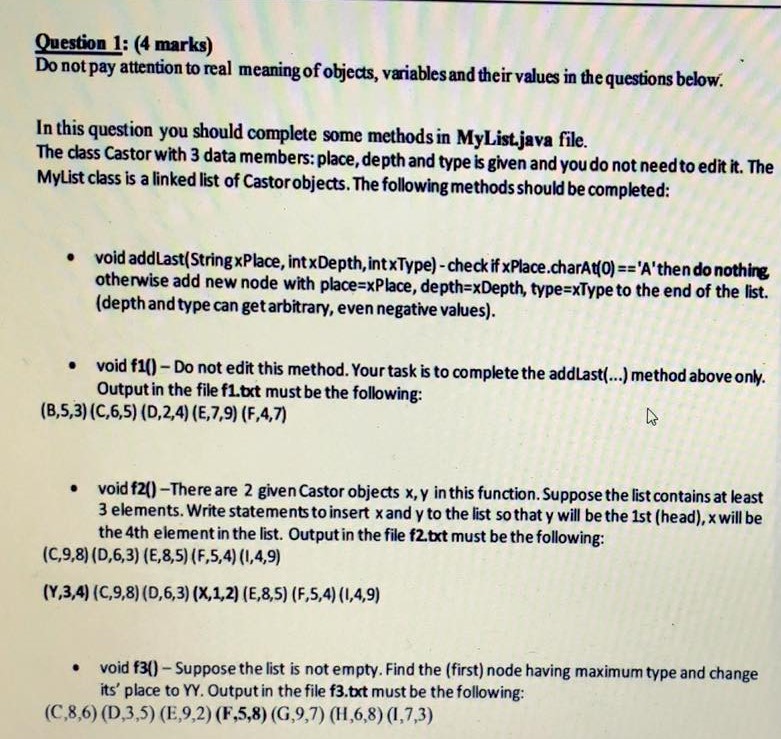 Question 1: (4 marks)
Do not pay attention to real meaning of objects, variables and their values in the questions below.
In this question you should complete some methods in MyList.java file.
The class Castor with 3 data members: place, depth and type is given and you do not need to edit it. The
MyList class is a linked list of Castor objects. The following methods should be completed:
• void addLast(String xPlace, int xDepth, int xType) - check if xPlace.charAt(0) == 'A' then do nothing,
otherwise add new node with place=xPlace, depth=xDepth, type=xType to the end of the list.
(depth and type can get arbitrary, even negative values).
• void f1() – Do not edit this method. Your task is to complete the addLast(...) method above only.
Output in the file f1.txt must be the following:
(B,5,3) (C,6,5) (D,2,4) (E,7,9) (F,4,7)
• void f2() –There are 2 given Castor objects x, y in this function. Suppose the list contains at least
3 elements. Write statements to insert x and y to the list so that y will be the 1st (head), x will be
the 4th element in the list. Output in the file f2.txt must be the following:
(C,9,8) (D,6,3) (E,8,5) (F,5,4) (I,4,9)
(Y,3,4) (C,9,8) (D,6,3) (X,1,2) (E,8,5) (F,5,4) (I,4,9)
• void f3() – Suppose the list is not empty. Find the (first) node having maximum type and change
its' place to YY. Output in the file f3.txt must be the following:
(C,8,6) (D,3,5) (E,9,2) (F,5,8) (G,9,7) (H,6,8) (I,7,3)